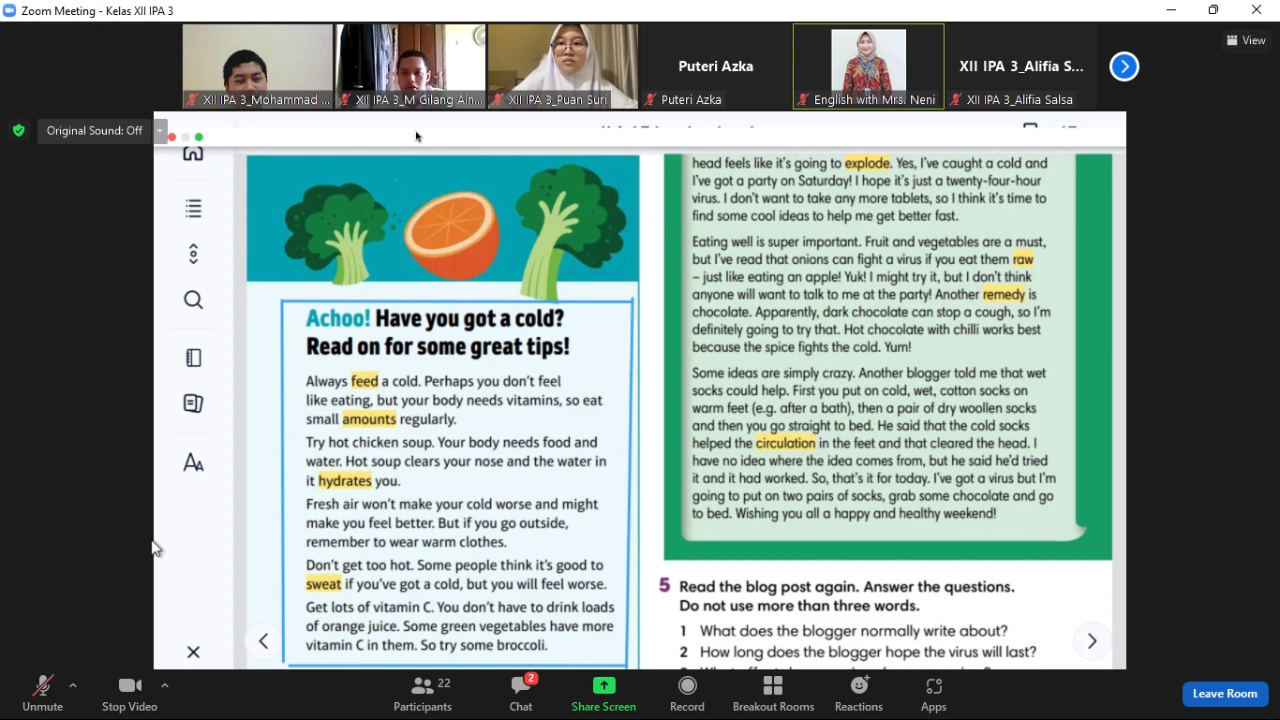 Zoom Meeting - Kelas XII IPA 3
View
Puteri Azka
XII IPA 3_Alifia S...
XII IPA 3_Mohammad ...
XII IPA 3_M Gilang Ain...
XII IPA 3_Puan Suri
Puteri Azka
English with Mrs. Neni
XII IPA 3_Alifia Salsa
Original Sound: Off
Achoo! Have you got a cold?
Read on for some great tips!
Always feed a cold. Perhaps you don't feel
like eating, but your body needs vitamins, so eat
small amounts regularly.
Try hot chicken soup. Your body needs food and
water. Hot soup clears your nose and the water in
it hydrates you.
Fresh air won't make your cold worse and might
make you feel better. But if you go outside,
remember to wear warm clothes.
Don't get too hot. Some people think it's good to
sweat if you've got a cold, but you will feel worse.
Get lots of vitamin C. You don't have to drink loads
of orange juice. Some green vegetables have more
vitamin C in them. So try some broccoli.
head feels like it's going to explode. Yes, I've caught a cold and
I've got a party on Saturday! I hope it's just a twenty-four-hour
virus. I don't want to take any more tablets, so I think it's time to
find some cool ideas to help me get better fast.
Eating well is super important. Fruit and vegetables are a must,
but I've read that onions can fight a virus if you eat them raw
– just like eating an apple! Yuk! I might try it, but I don't think
anyone will want to talk to me at the party! Another remedy is
chocolate. Apparently, dark chocolate can stop a cough, so I'm
definitely going to try that. Hot chocolate with chilli works best
because the spice fights the cold. Yum!
Some ideas are simply crazy. Another blogger told me that wet
socks could help. First you put on cold, wet, cotton socks on
warm feet (e.g. after a bath), then a pair of dry woollen socks
and then you go straight to bed. He said that the cold socks
helped the circulation in the feet and that cleared the head. I
have no idea where the idea comes from, but he said he'd tried
it and it had worked. So, that's it for today. I've got a virus but I'm
going to put on two pairs of socks, grab some chocolate and go
to bed. Wishing you all a happy and healthy weekend!
5 Read the blog post again. Answer the questions.
Do not use more than three words.
1 What does the blogger normally write about?
2 How long does the blogger hope the virus will last?
AA
Unmute
Stop Video
22
Participants
2
Chat
Share Screen
Record
Breakout Rooms
Reactions
Apps
Leave Room